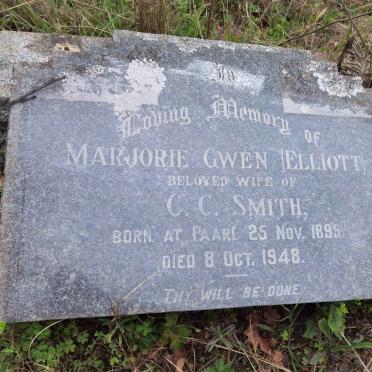 In
Loving Memory
of
MARJORIE GWEN (ELLIOTT)
BELOVED WIFE OF
C. C. SMITH,
BORN AT PAARL 25 NOV. 1895.
DIED 8 OCT. 1948.
THY WILL BE DONE.